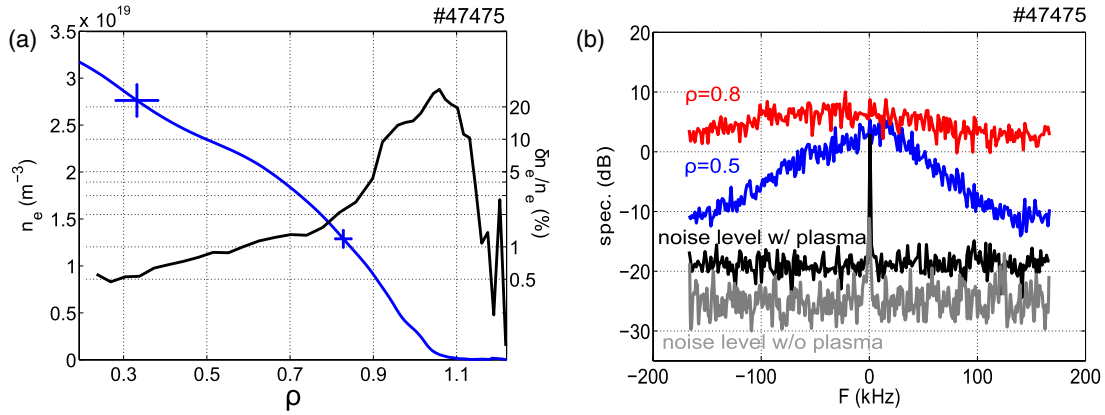 (a)
x 10¹⁹
#47475
3.5
3
2.5
2
1.5
1
0.5
0
n_e (m⁻³)
20
10
5
1
0.5
δn_e/n_e (%)
0.3
0.5
0.7
0.9
1.1
ρ
(b)
#47475
20
10
0
−10
−20
−30
spec. (dB)
ρ=0.8
ρ=0.5
noise level w/ plasma
noise level w/o plasma
−200
−100
0
100
200
F (kHz)